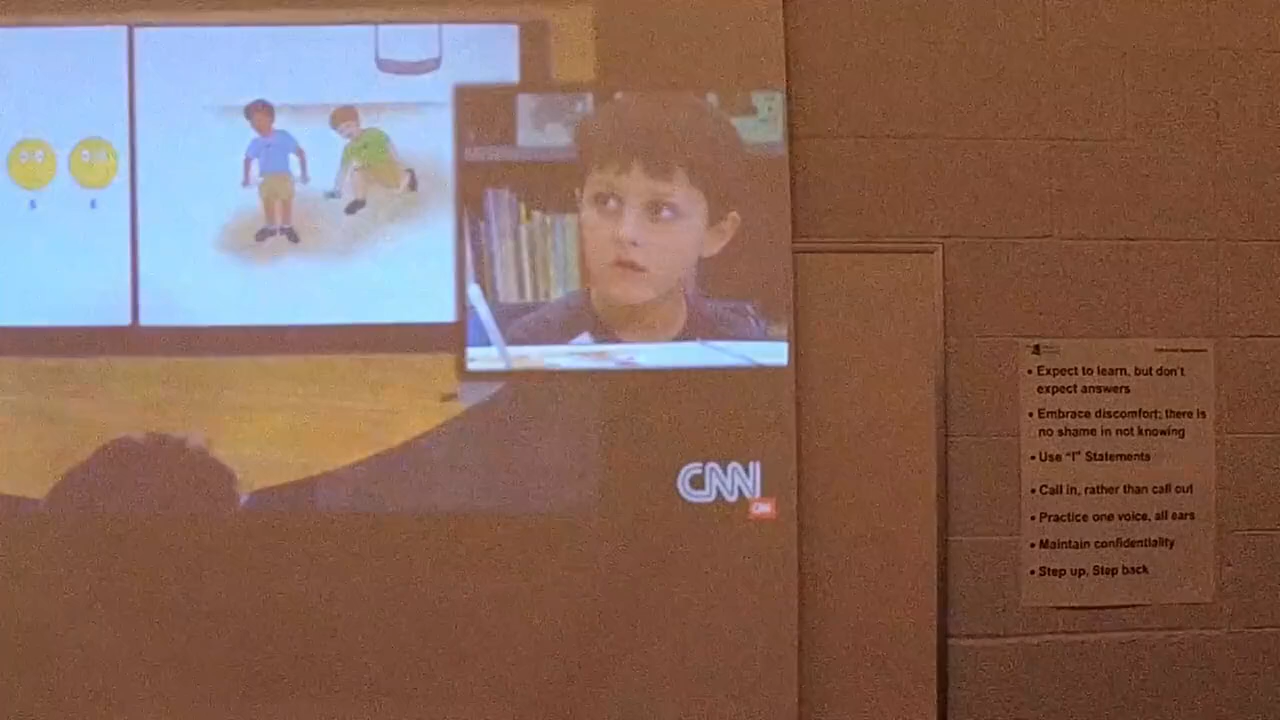 CNN
• Expect to learn, but don't
expect answers
• Embrace discomfort; there is
no shame in not knowing
• Use "I" Statements
• Call in, rather than call out
• Practice one voice, all ears
• Maintain confidentiality
• Step up, Step back